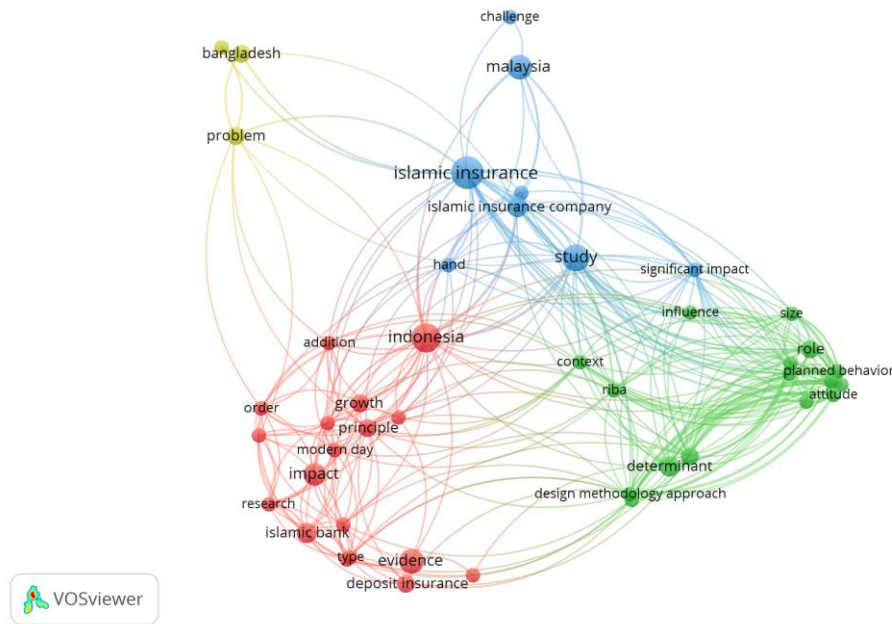 challenge
bangladesh
malaysia
problem
islamic insurance
islamic insurance company
study
hand
significant impact
influence
size
indonesia
addition
role
context
planned behavior
riba
attitude
order
growth
principle
modern day
impact
determinant
design methodology approach
research
islamic bank
type
evidence
deposit insurance
VOSviewer